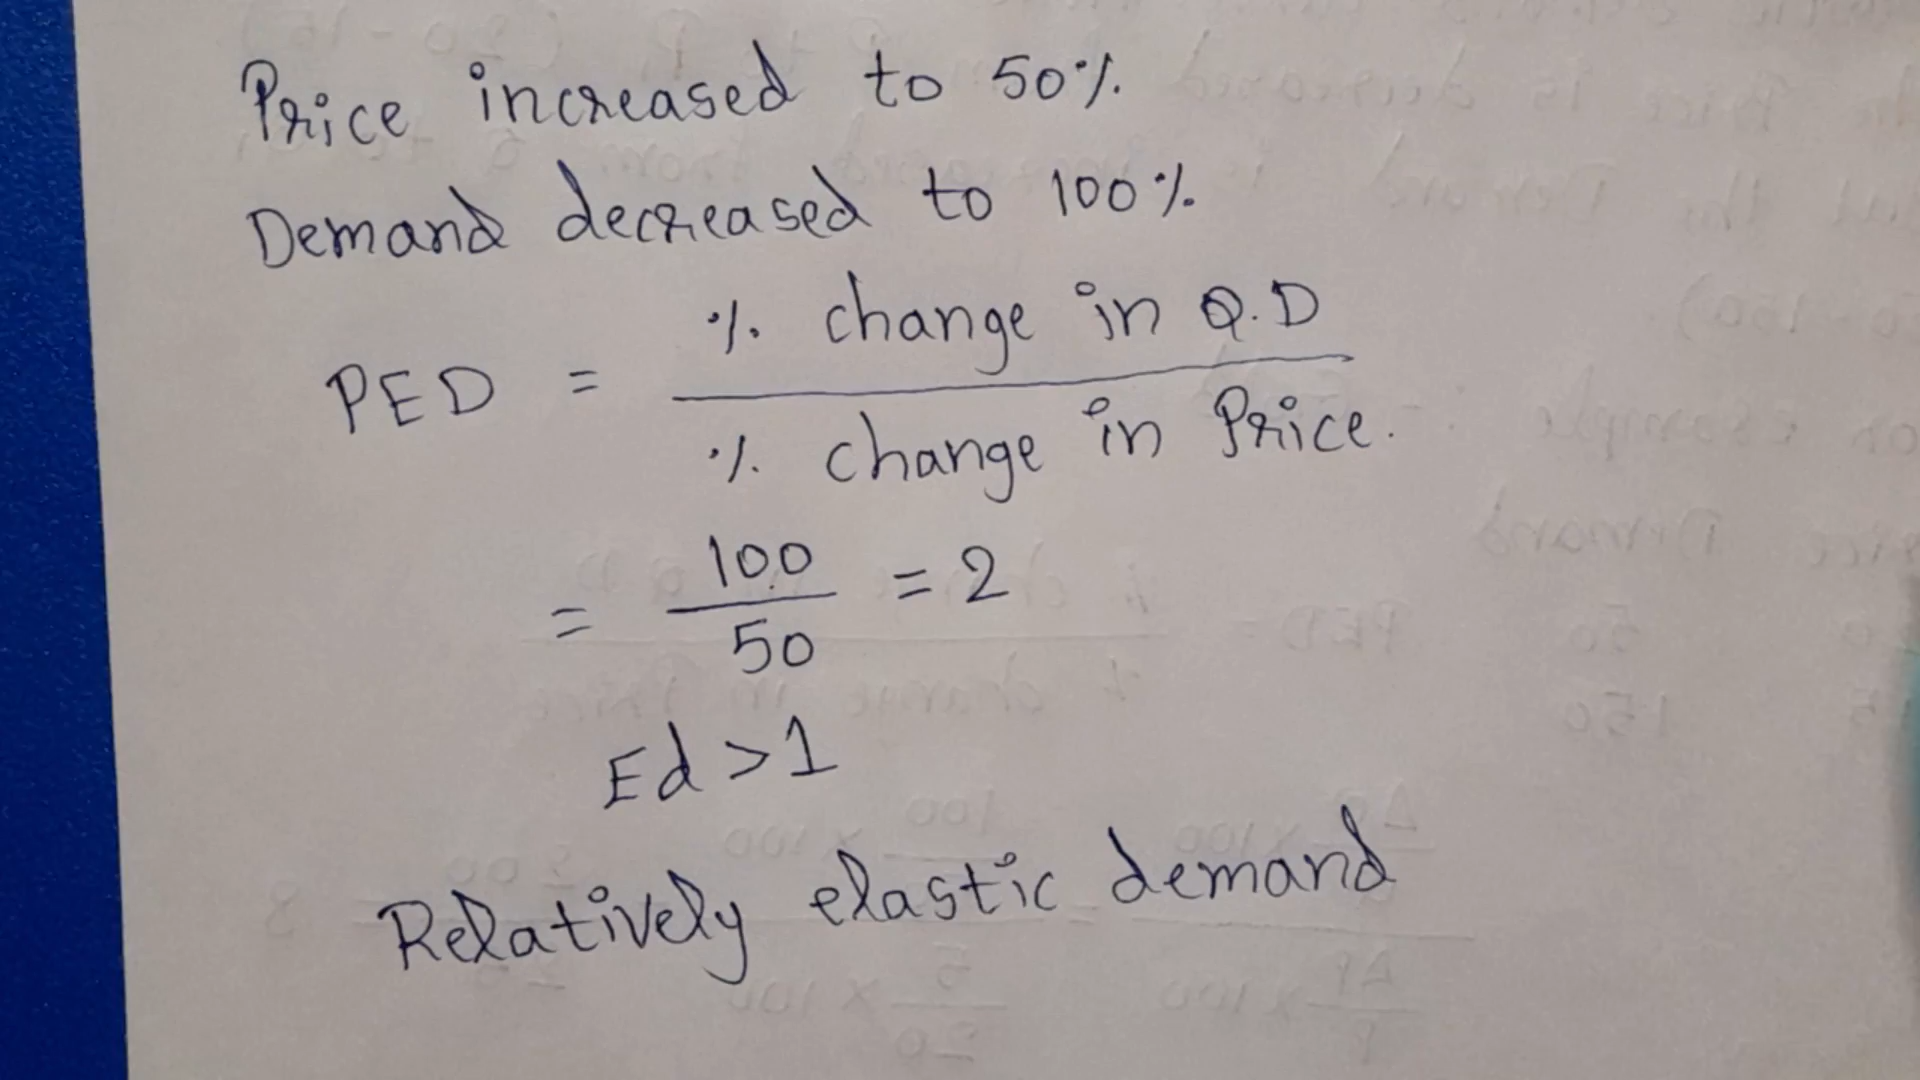 Price increased to 50%.
Demand decreased to 100%.
PED = % change in Q.D
% change in Price.
= 100 = 2
50
Ed > 1
Relatively elastic demand